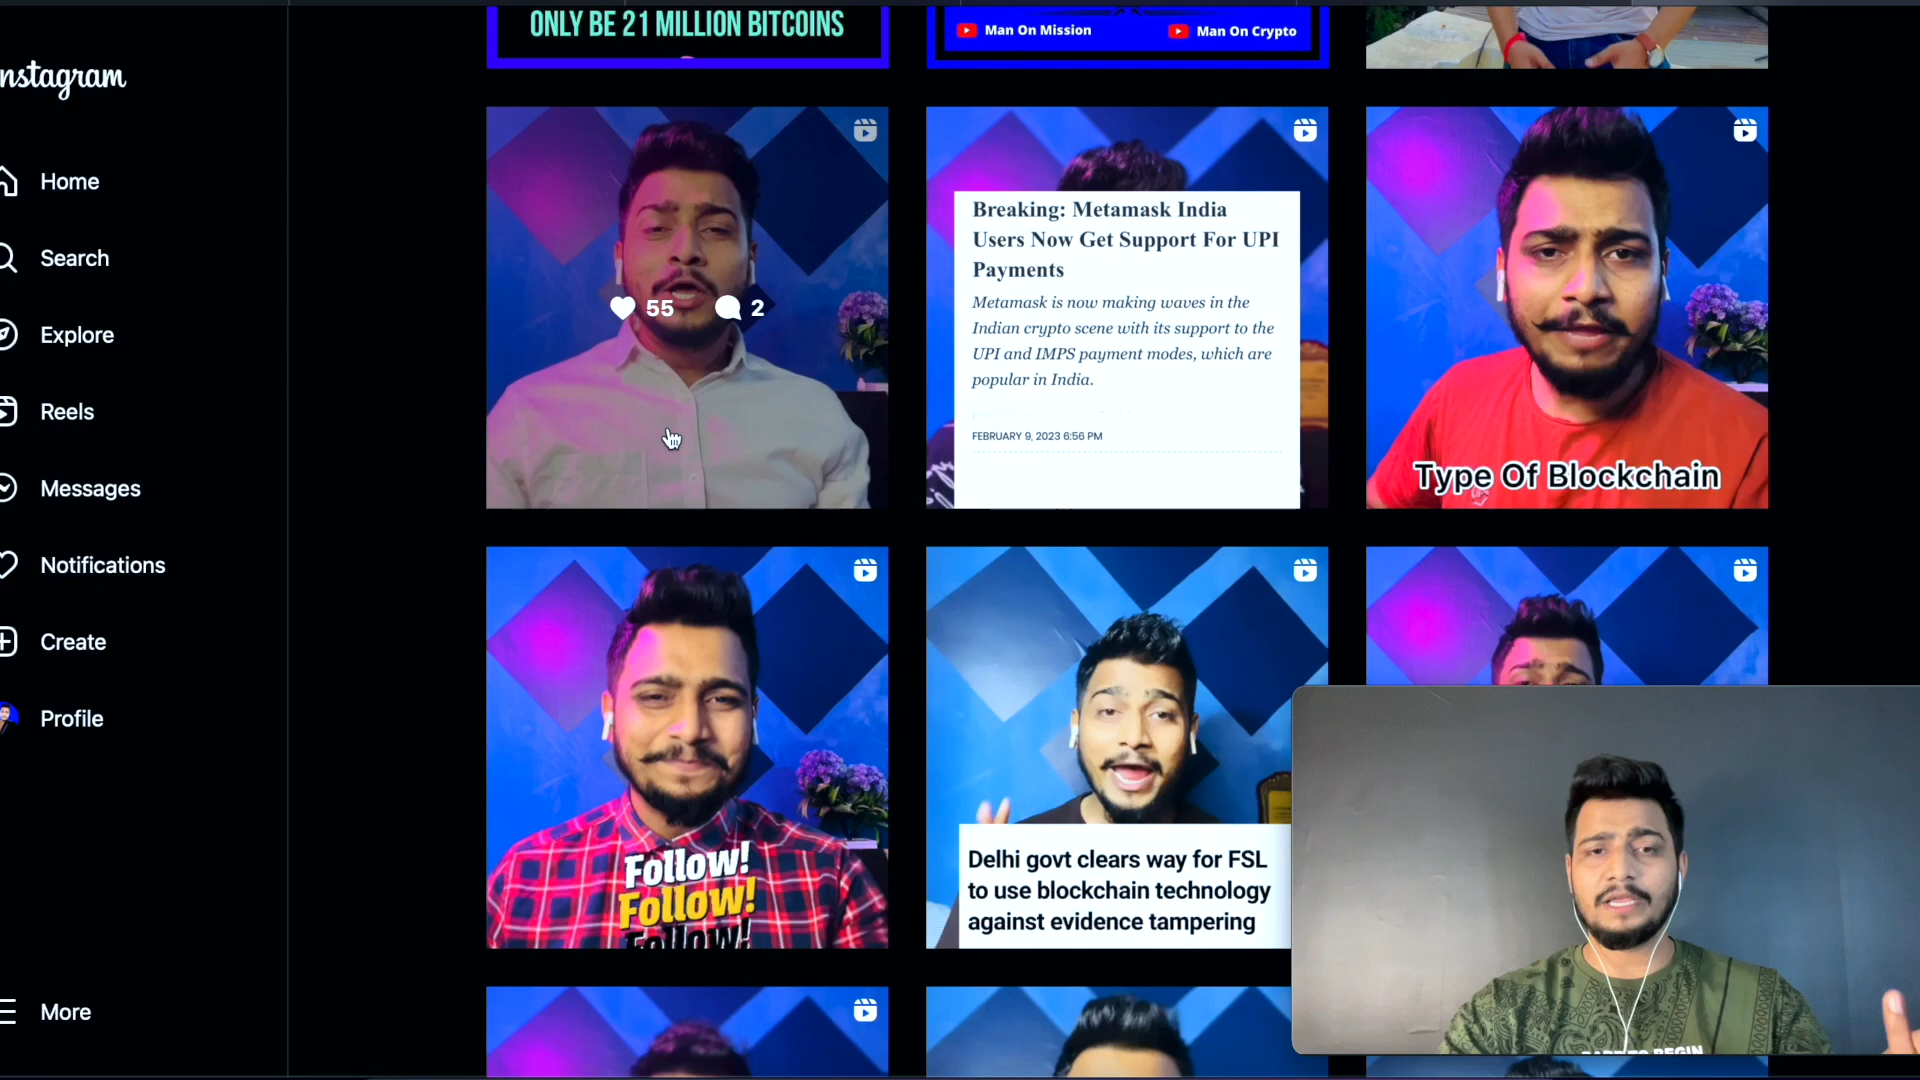 ONLY BE 21 MILLION BITCOINS
Man On Mission
Man On Crypto
Instagram
Home
Search
Explore
Reels
Messages
Notifications
Create
Profile
More
55
2
Breaking: Metamask India
Users Now Get Support For UPI
Payments
Metamask is now making waves in the
Indian crypto scene with its support to the
UPI and IMPS payment modes, which are
popular in India.
FEBRUARY 9, 2023 6:56 PM
Type Of Blockchain
Follow!
Follow!
Follow!
Delhi govt clears way for FSL
to use blockchain technology
against evidence tampering